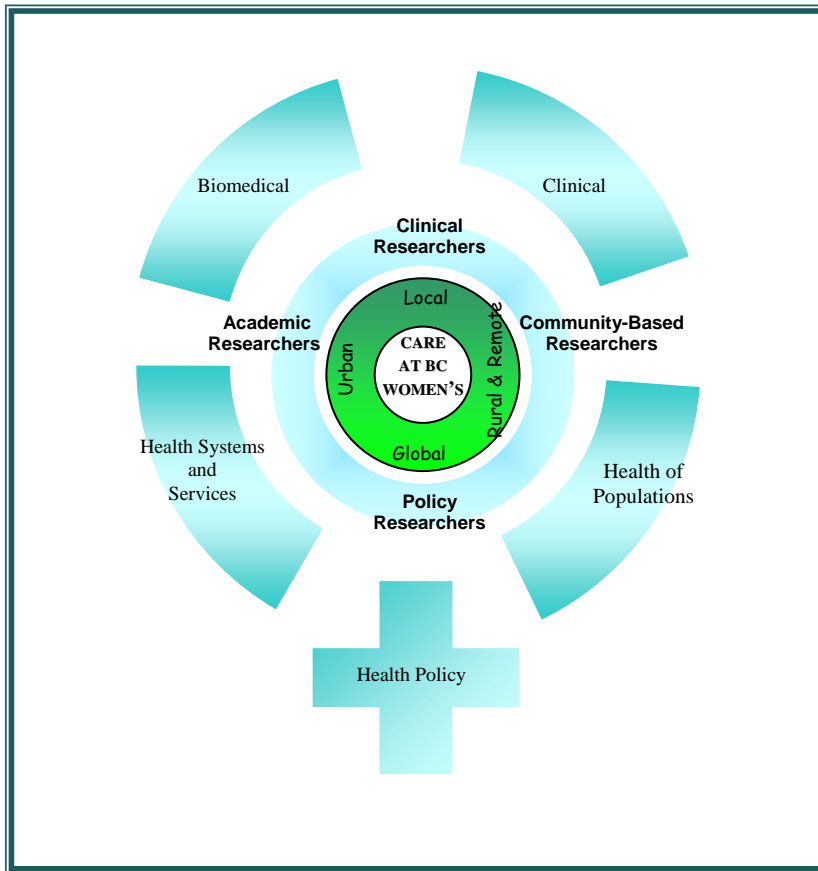 Biomedical
Clinical
Clinical
Researchers
Local
Academic
Researchers
Urban
CARE
AT BC
WOMEN'S
Rural & Remote
Community-Based
Researchers
Global
Health Systems
and
Services
Health of
Populations
Policy
Researchers
Health Policy